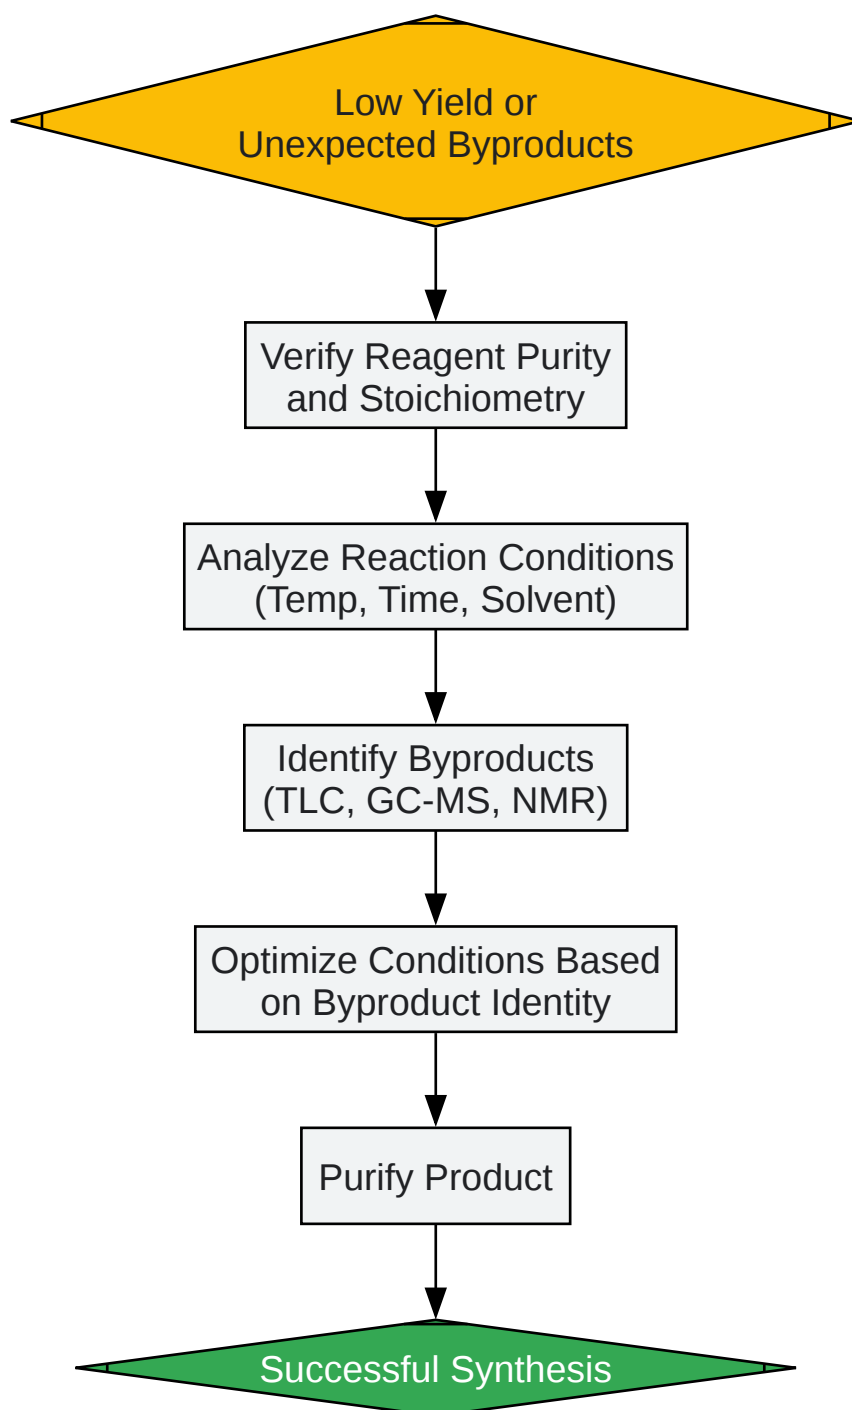 Low Yield or
Unexpected Byproducts
Verify Reagent Purity
and Stoichiometry
Analyze Reaction Conditions
(Temp, Time, Solvent)
Identify Byproducts
(TLC, GC-MS, NMR)
Optimize Conditions Based
on Byproduct Identity
Purify Product
Successful Synthesis